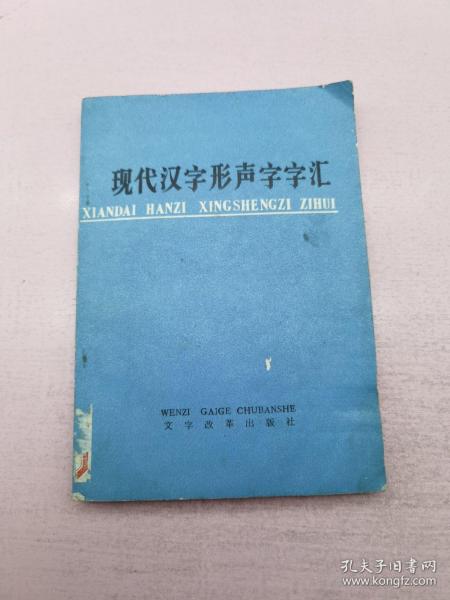 现代汉字形声字字汇
XIANDAI HANZI XINGSHENGZI ZIHUI
WENZI GAIGE CHUBANSHE
文字改革出版社
孔夫子旧书网
www.kongfz.com